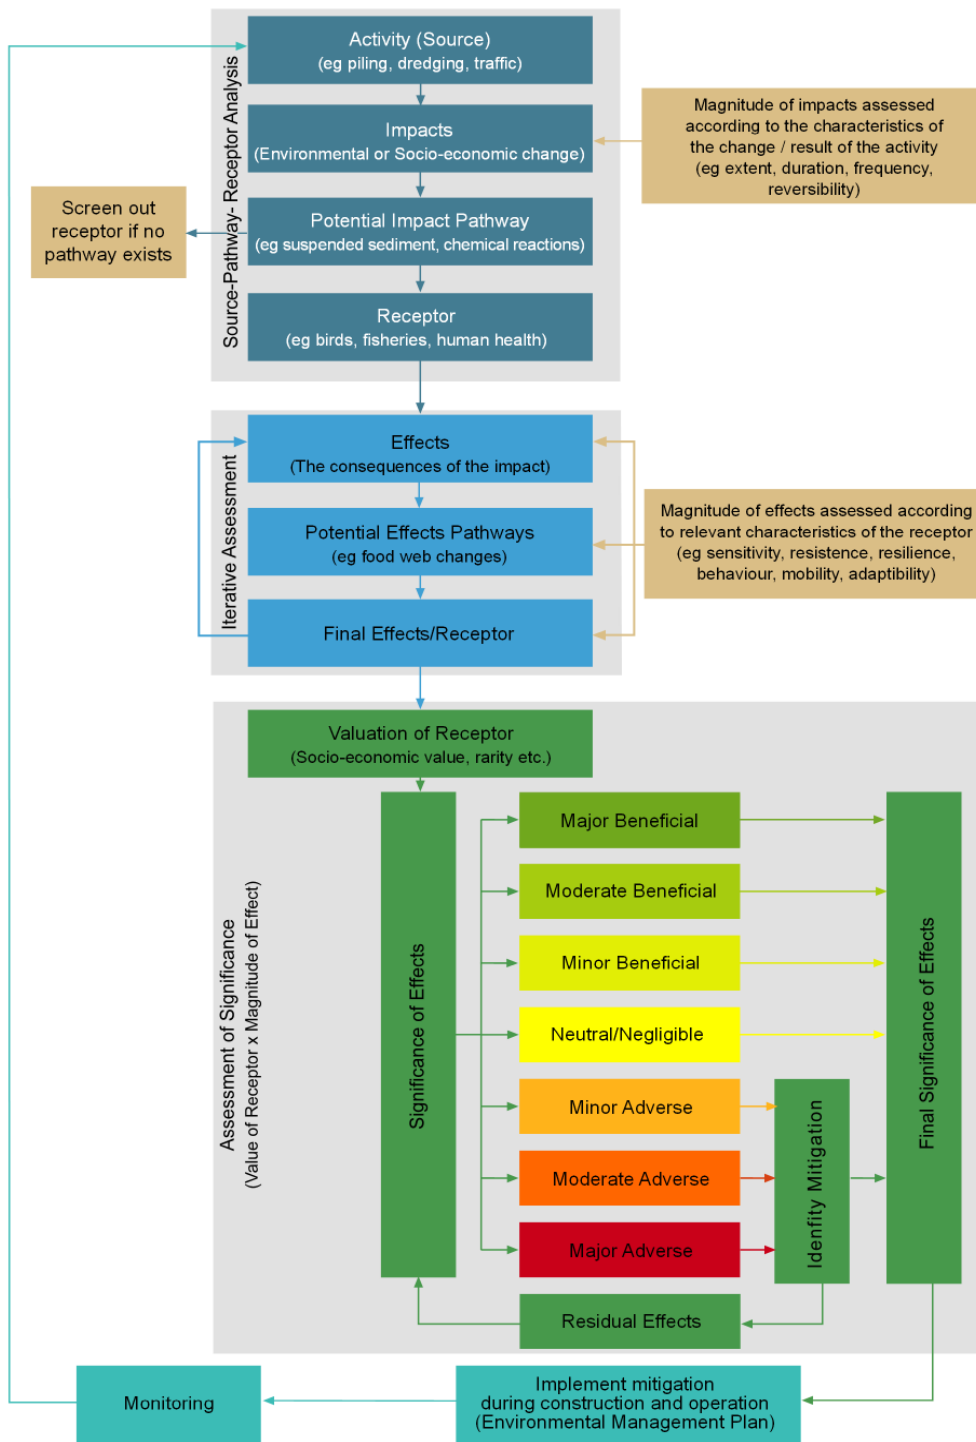 Activity (Source)
(eg piling, dredging, traffic)
Impacts
(Environmental or Socio-economic change)
Potential Impact Pathway
(eg suspended sediment, chemical reactions)
Receptor
(eg birds, fisheries, human health)
Source-Pathway- Receptor Analysis
Magnitude of impacts assessed
according to the characteristics of
the change / result of the activity
(eg extent, duration, frequency,
reversibility)
Screen out
receptor if no
pathway exists
Effects
(The consequences of the impact)
Potential Effects Pathways
(eg food web changes)
Final Effects/Receptor
Iterative Assessment
Magnitude of effects assessed according
to relevant characteristics of the receptor
(eg sensitivity, resistence, resilience,
behaviour, mobility, adaptibility)
Valuation of Receptor
(Socio-economic value, rarity etc.)
Assessment of Significance
(Value of Receptor x Magnitude of Effect)
Significance of Effects
Major Beneficial
Moderate Beneficial
Minor Beneficial
Neutral/Negligible
Minor Adverse
Moderate Adverse
Major Adverse
Idenfity Mitigation
Final Significance of Effects
Residual Effects
Monitoring
Implement mitigation
during construction and operation
(Environmental Management Plan)